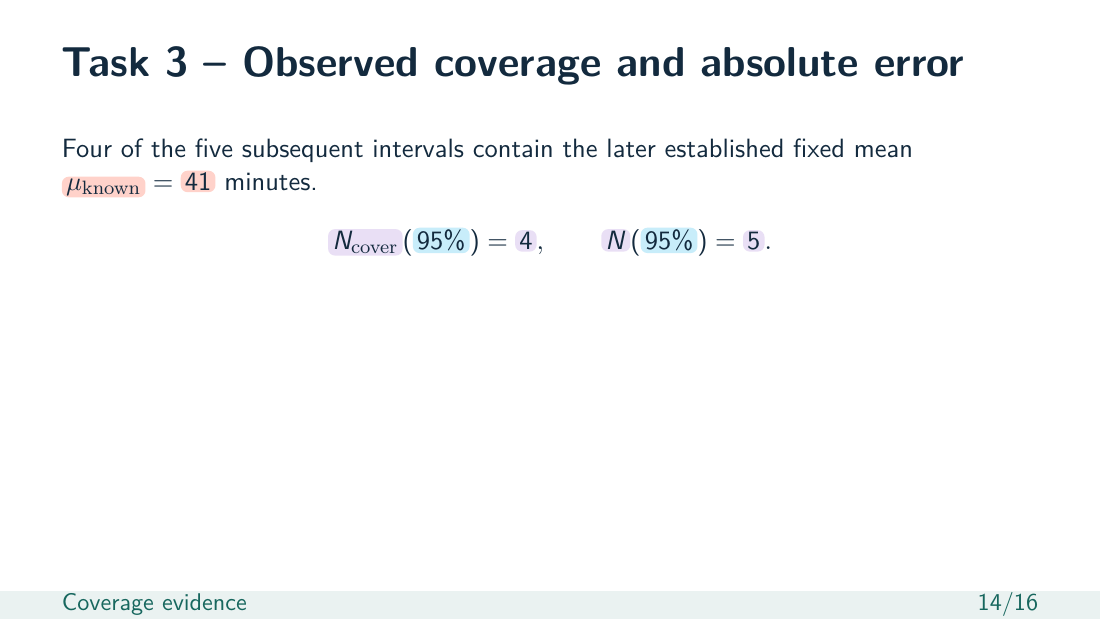 Task 3 – Observed coverage and absolute error
Four of the five subsequent intervals contain the later established fixed mean
μ_known = 41 minutes.
N_cover(95%) = 4, N(95%) = 5.
Coverage evidence 14/16